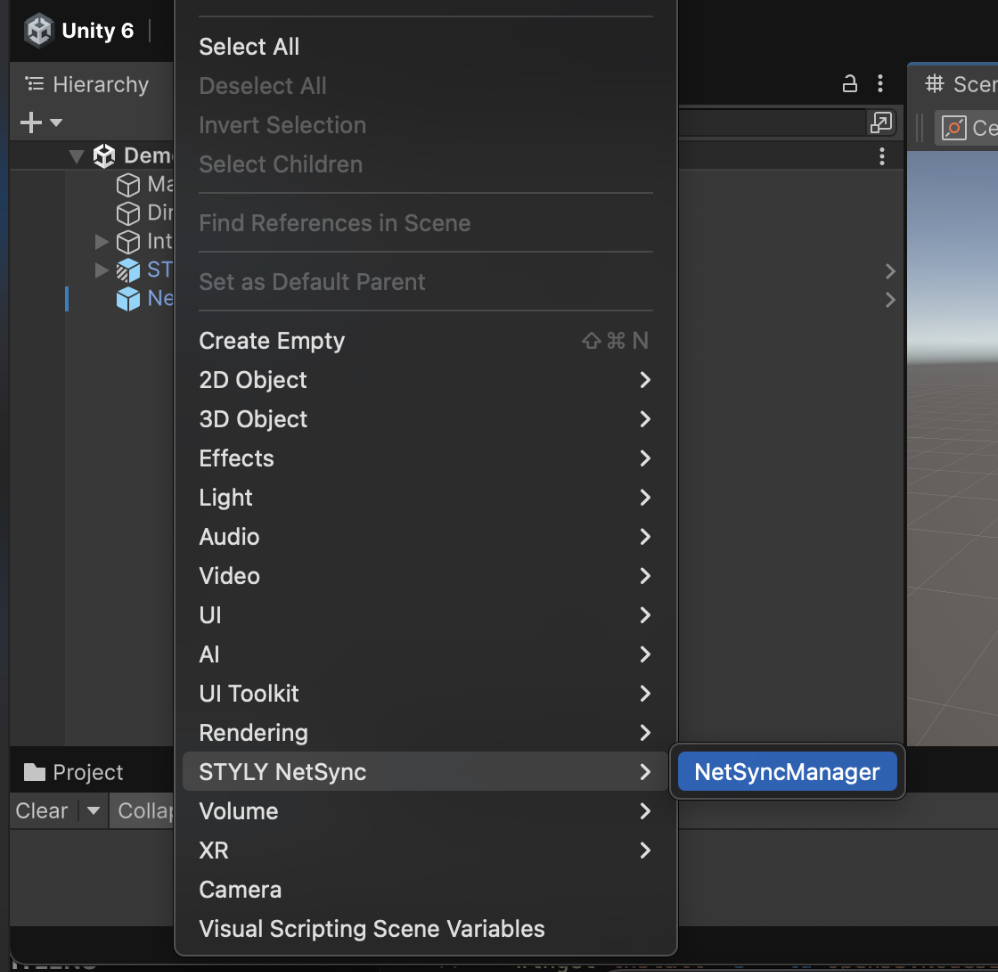 Unity 6
Select All
Hierarchy
Deselect All
Scen
Invert Selection
Ce
Dem
Select Children
Ma
Dir
Find References in Scene
Int
ST
Set as Default Parent
Ne
Create Empty ⇧⌘N
2D Object
3D Object
Effects
Light
Audio
Video
UI
AI
UI Toolkit
Rendering
Project
STYLY NetSync
NetSyncManager
Clear
Collap
Volume
XR
Camera
Visual Scripting Scene Variables